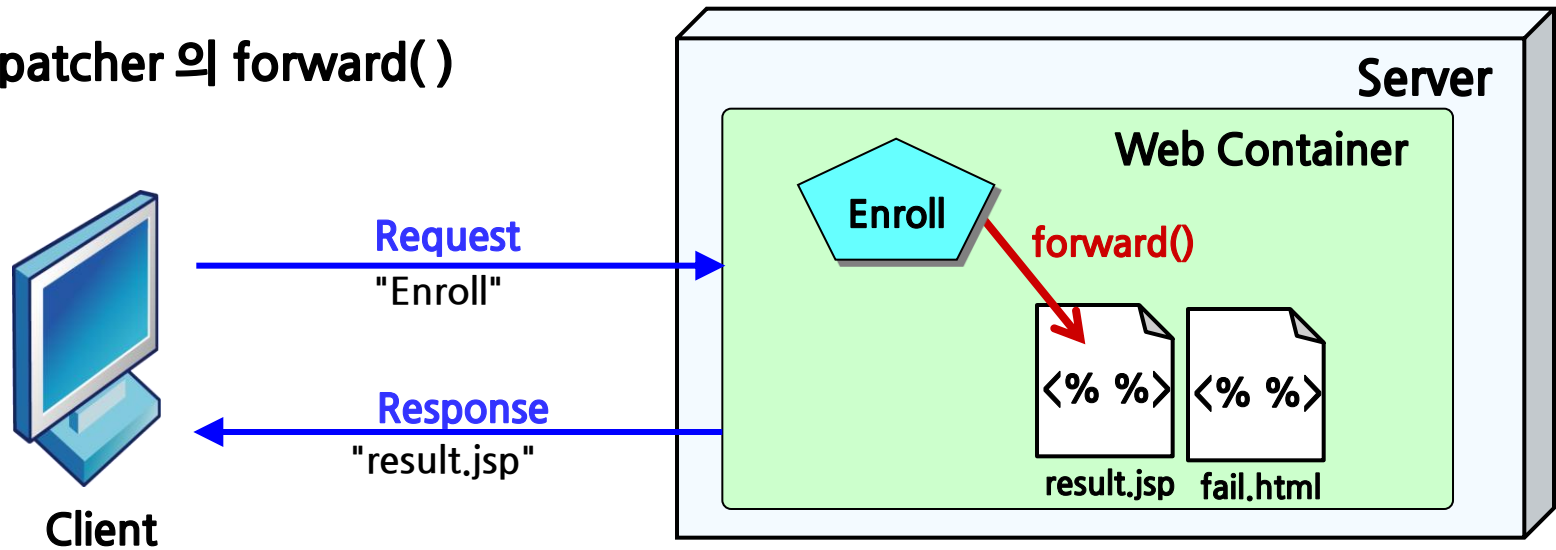 patcher 의 forward( )
Server
Web Container
Enroll
forward()
Request
"Enroll"
Response
"result.jsp"
<% %>
<% %>
result.jsp
fail.html
Client